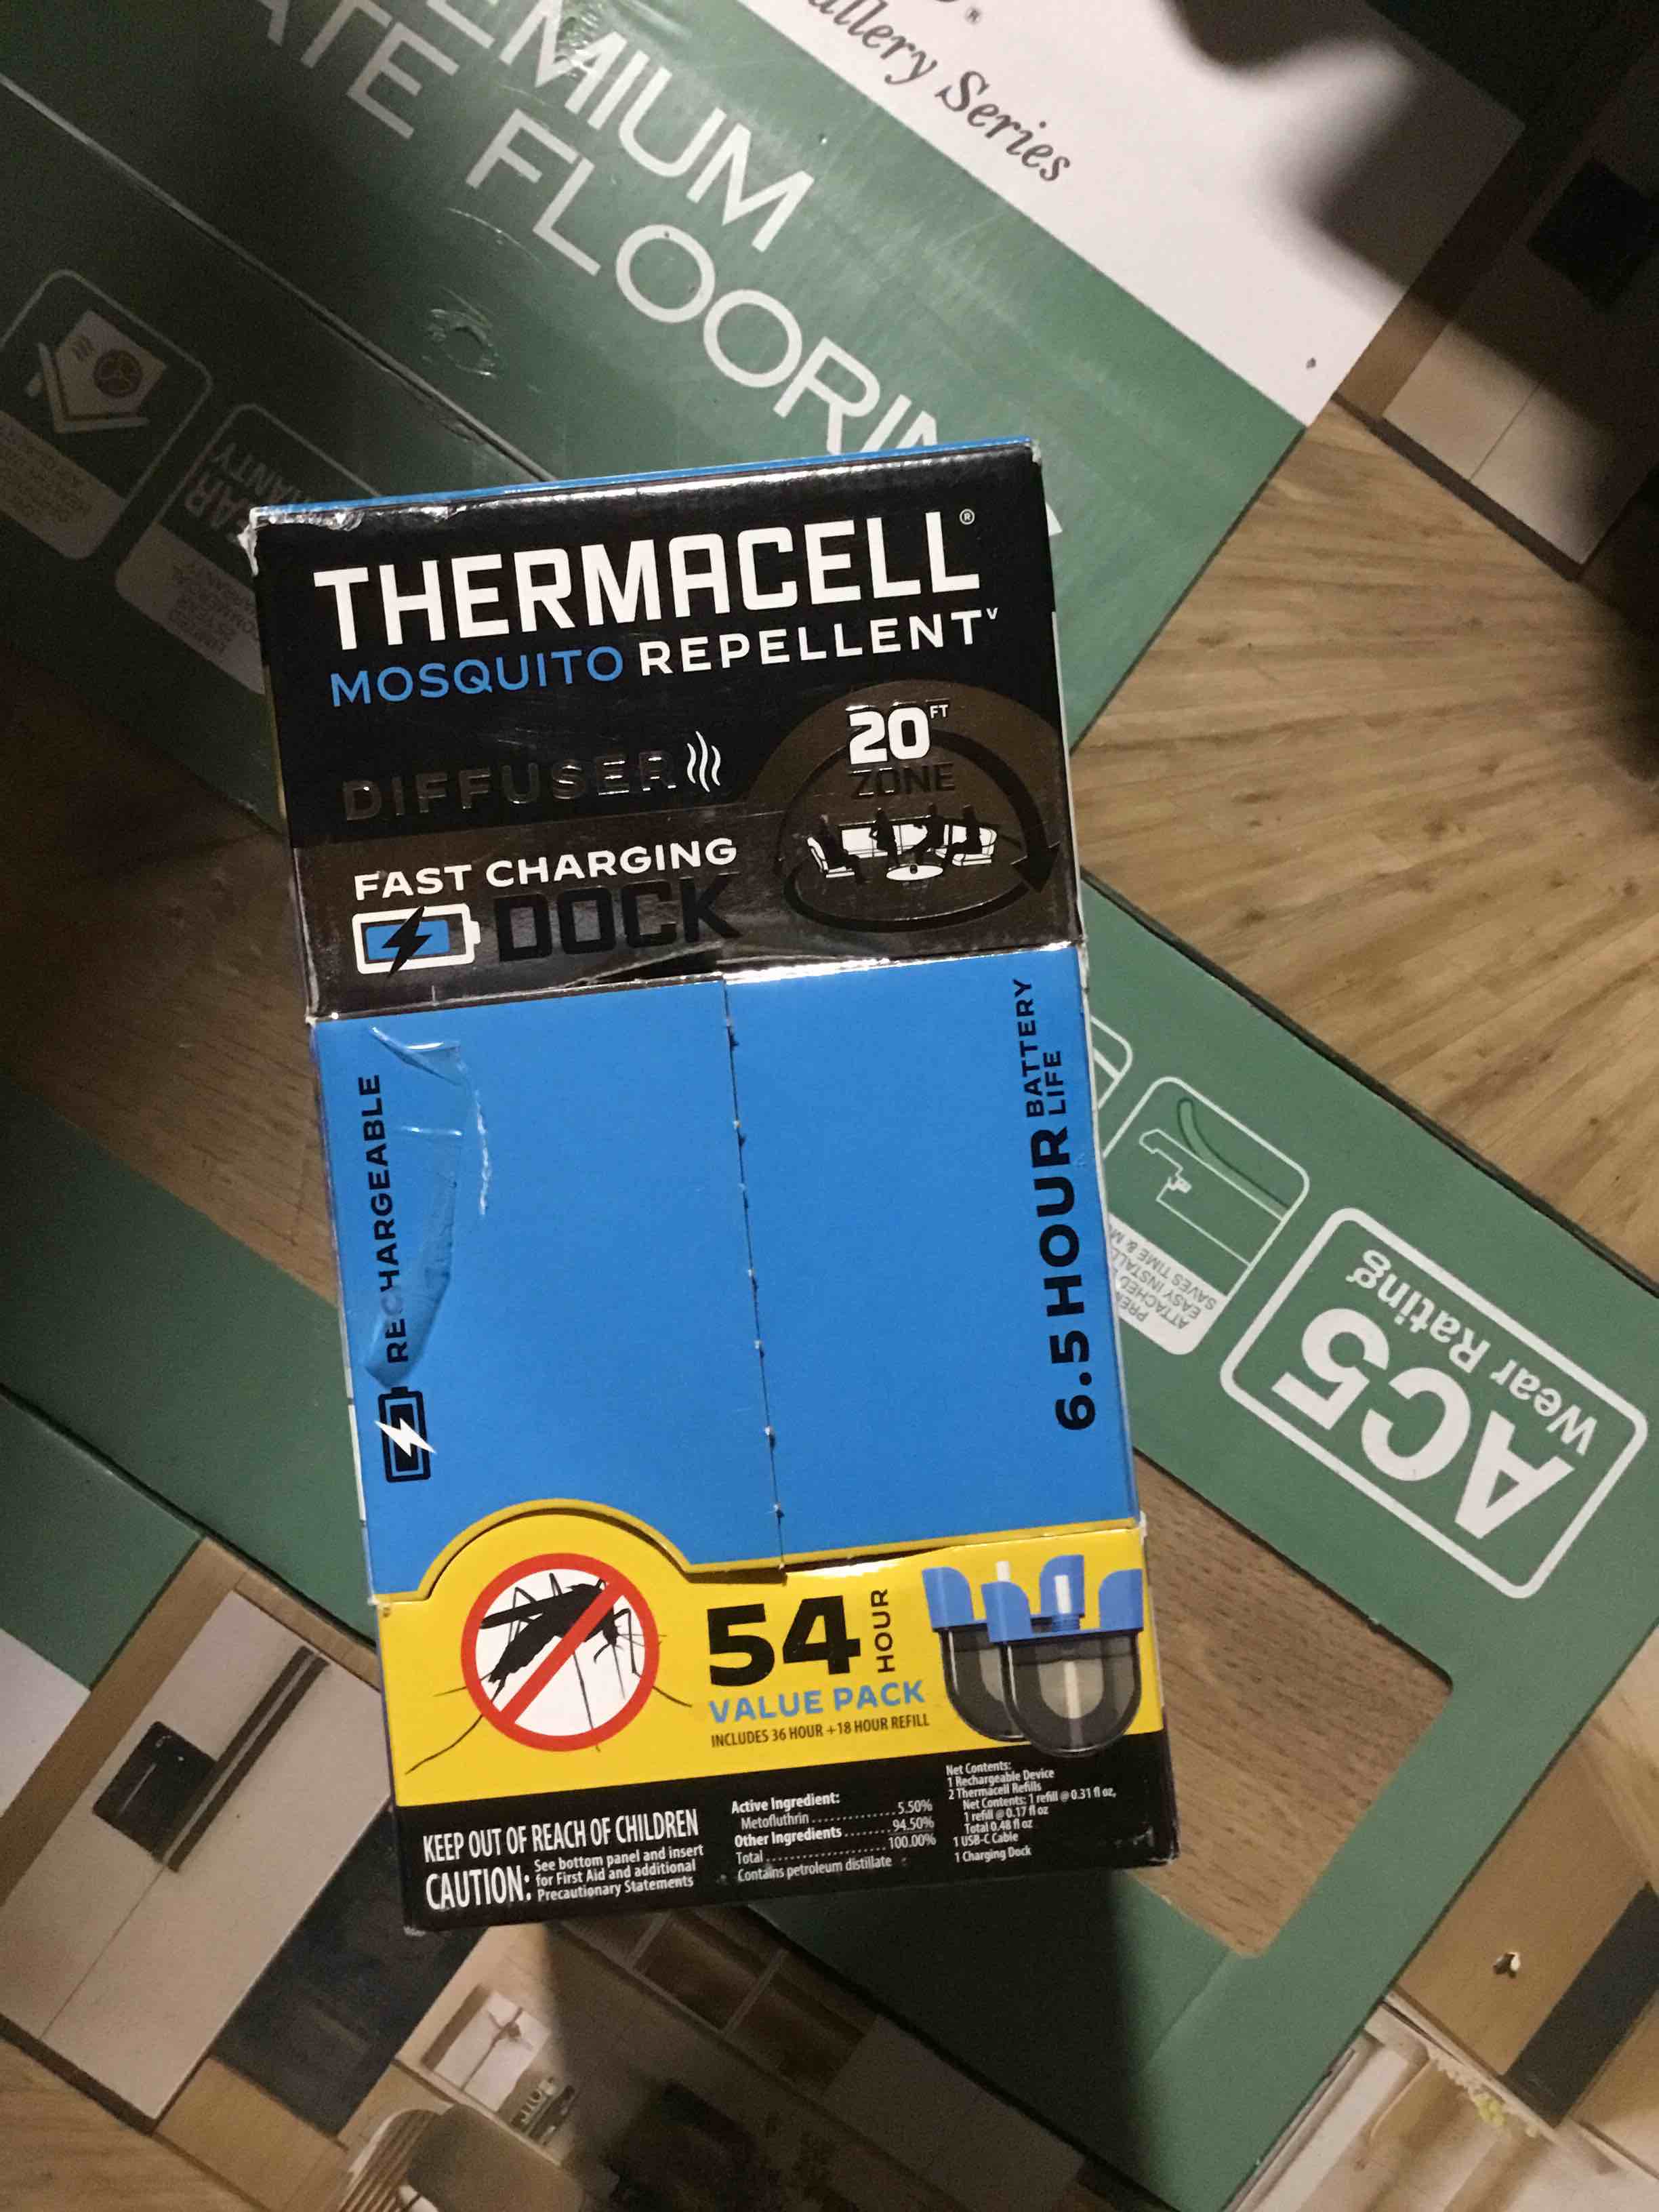 Series
FLOORIN
THERMACELL®
MOSQUITO REPELLENTᵛ
DIFFUSER
20 FT
ZONE
FAST CHARGING
DOCK
RECHARGEABLE
6.5 HOUR BATTERY LIFE
54 HOUR
VALUE PACK
INCLUDES 36 HOUR + 18 HOUR REFILL
KEEP OUT OF REACH OF CHILDREN
CAUTION: See bottom panel and insert
for First Aid and additional
Precautionary Statements
Active Ingredient:
Metofluthrin..............5.50%
Other Ingredients........94.50%
Total....................100.00%
Contains petroleum distillate
Net Contents:
1 Rechargeable Device
2 Thermacell Refills
Net Contents: 1 refill @ 0.31 fl oz,
1 refill @ 0.17 fl oz
Total 0.48 fl oz
1 USB-C Cable
1 Charging Dock
AC5
Wear Rating
EASY INSTALL
SAVES TIME & M